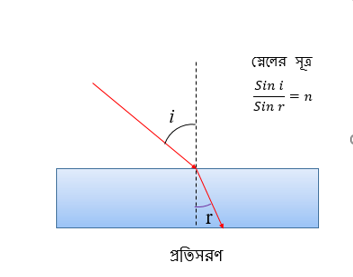 স্নেলের সূত্র
Sin i
Sin r
= n
i
r
প্রতিসরণ